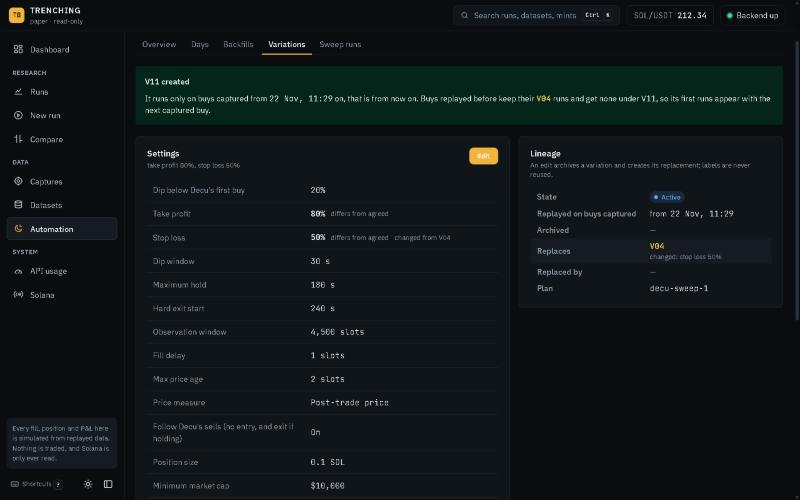 TB
TRENCHING
paper · read-only
Search runs, datasets, mints Ctrl K
SOL/USDT 212.34
Backend up
Dashboard
RESEARCH
Runs
New run
Compare
DATA
Captures
Datasets
Automation
SYSTEM
API usage
Solana
Every fill, position and P&L here
is simulated from replayed data.
Nothing is traded, and Solana is
only ever read.
Shortcuts ?
Overview Days Backfills Variations Sweep runs
V11 created
It runs only on buys captured from 22 Nov, 11:29 on, that is from now on. Buys replayed before keep their V04 runs and get none under V11, so its first runs appear with the
next captured buy.
Settings
take profit 80%, stop loss 50%
Edit
Dip below Decu's first buy 20%
Take profit 80% differs from agreed
Stop loss 50% differs from agreed changed from V04
Dip window 30 s
Maximum hold 180 s
Hard exit start 240 s
Observation window 4,500 slots
Fill delay 1 slots
Max price age 2 slots
Price measure Post-trade price
Follow Decu's sells (no entry, and exit if
holding) On
Position size 0.1 SOL
Minimum market cap $10,000
Lineage
An edit archives a variation and creates its replacement; labels are never
reused.
State Active
Replayed on buys captured from 22 Nov, 11:29
Archived —
Replaces V04
changed: stop loss 50%
Replaced by —
Plan decu-sweep-1